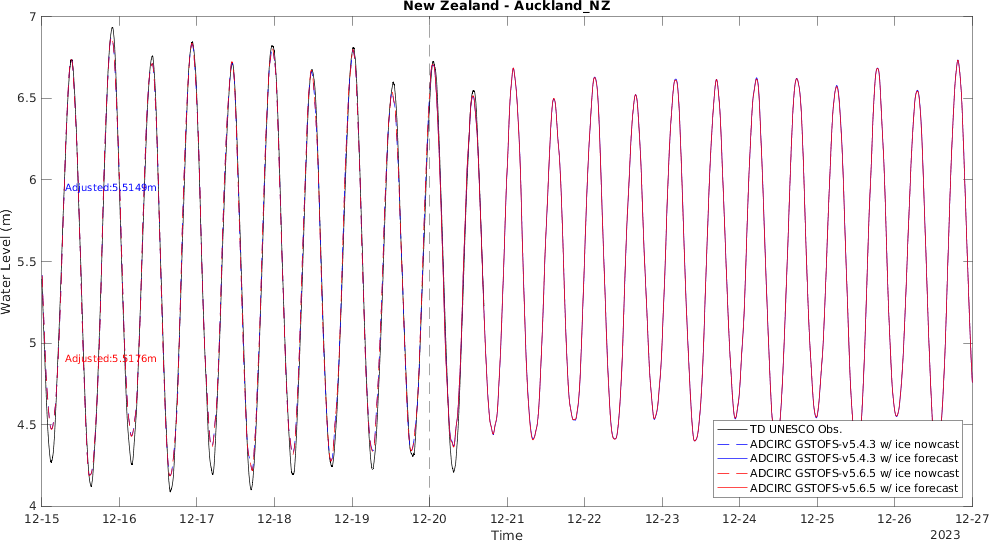 New Zealand - Auckland_NZ
7
6.5
6
5.5
5
4.5
4
Water Level (m)
Adjusted:5.5149m
Adjusted:5.5176m
TD UNESCO Obs.
ADCIRC GSTOFS-v5.4.3 w/ ice nowcast
ADCIRC GSTOFS-v5.4.3 w/ ice forecast
ADCIRC GSTOFS-v5.6.5 w/ ice nowcast
ADCIRC GSTOFS-v5.6.5 w/ ice forecast
12-15 12-16 12-17 12-18 12-19 12-20 12-21 12-22 12-23 12-24 12-25 12-26 12-27
Time
2023